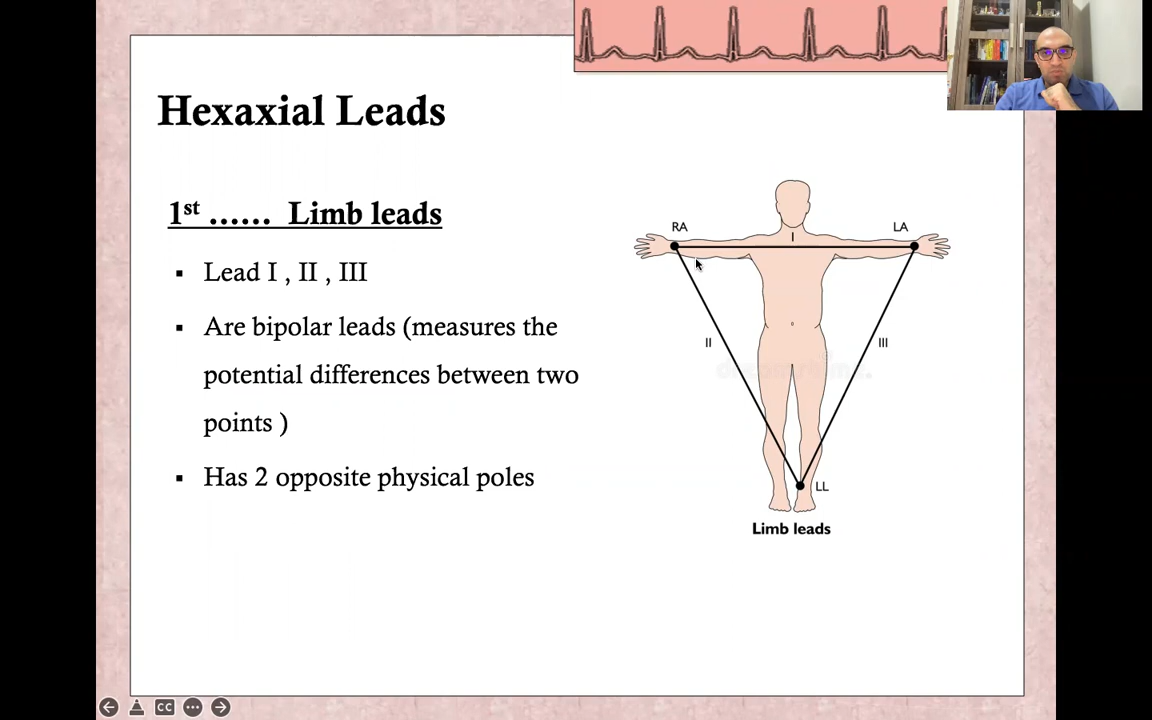 Hexaxial Leads
1st ...... Limb leads
▪ Lead I , II , III
▪ Are bipolar leads (measures the
potential differences between two
points )
▪ Has 2 opposite physical poles
RA
LA
I
II
III
LL
Limb leads
CC